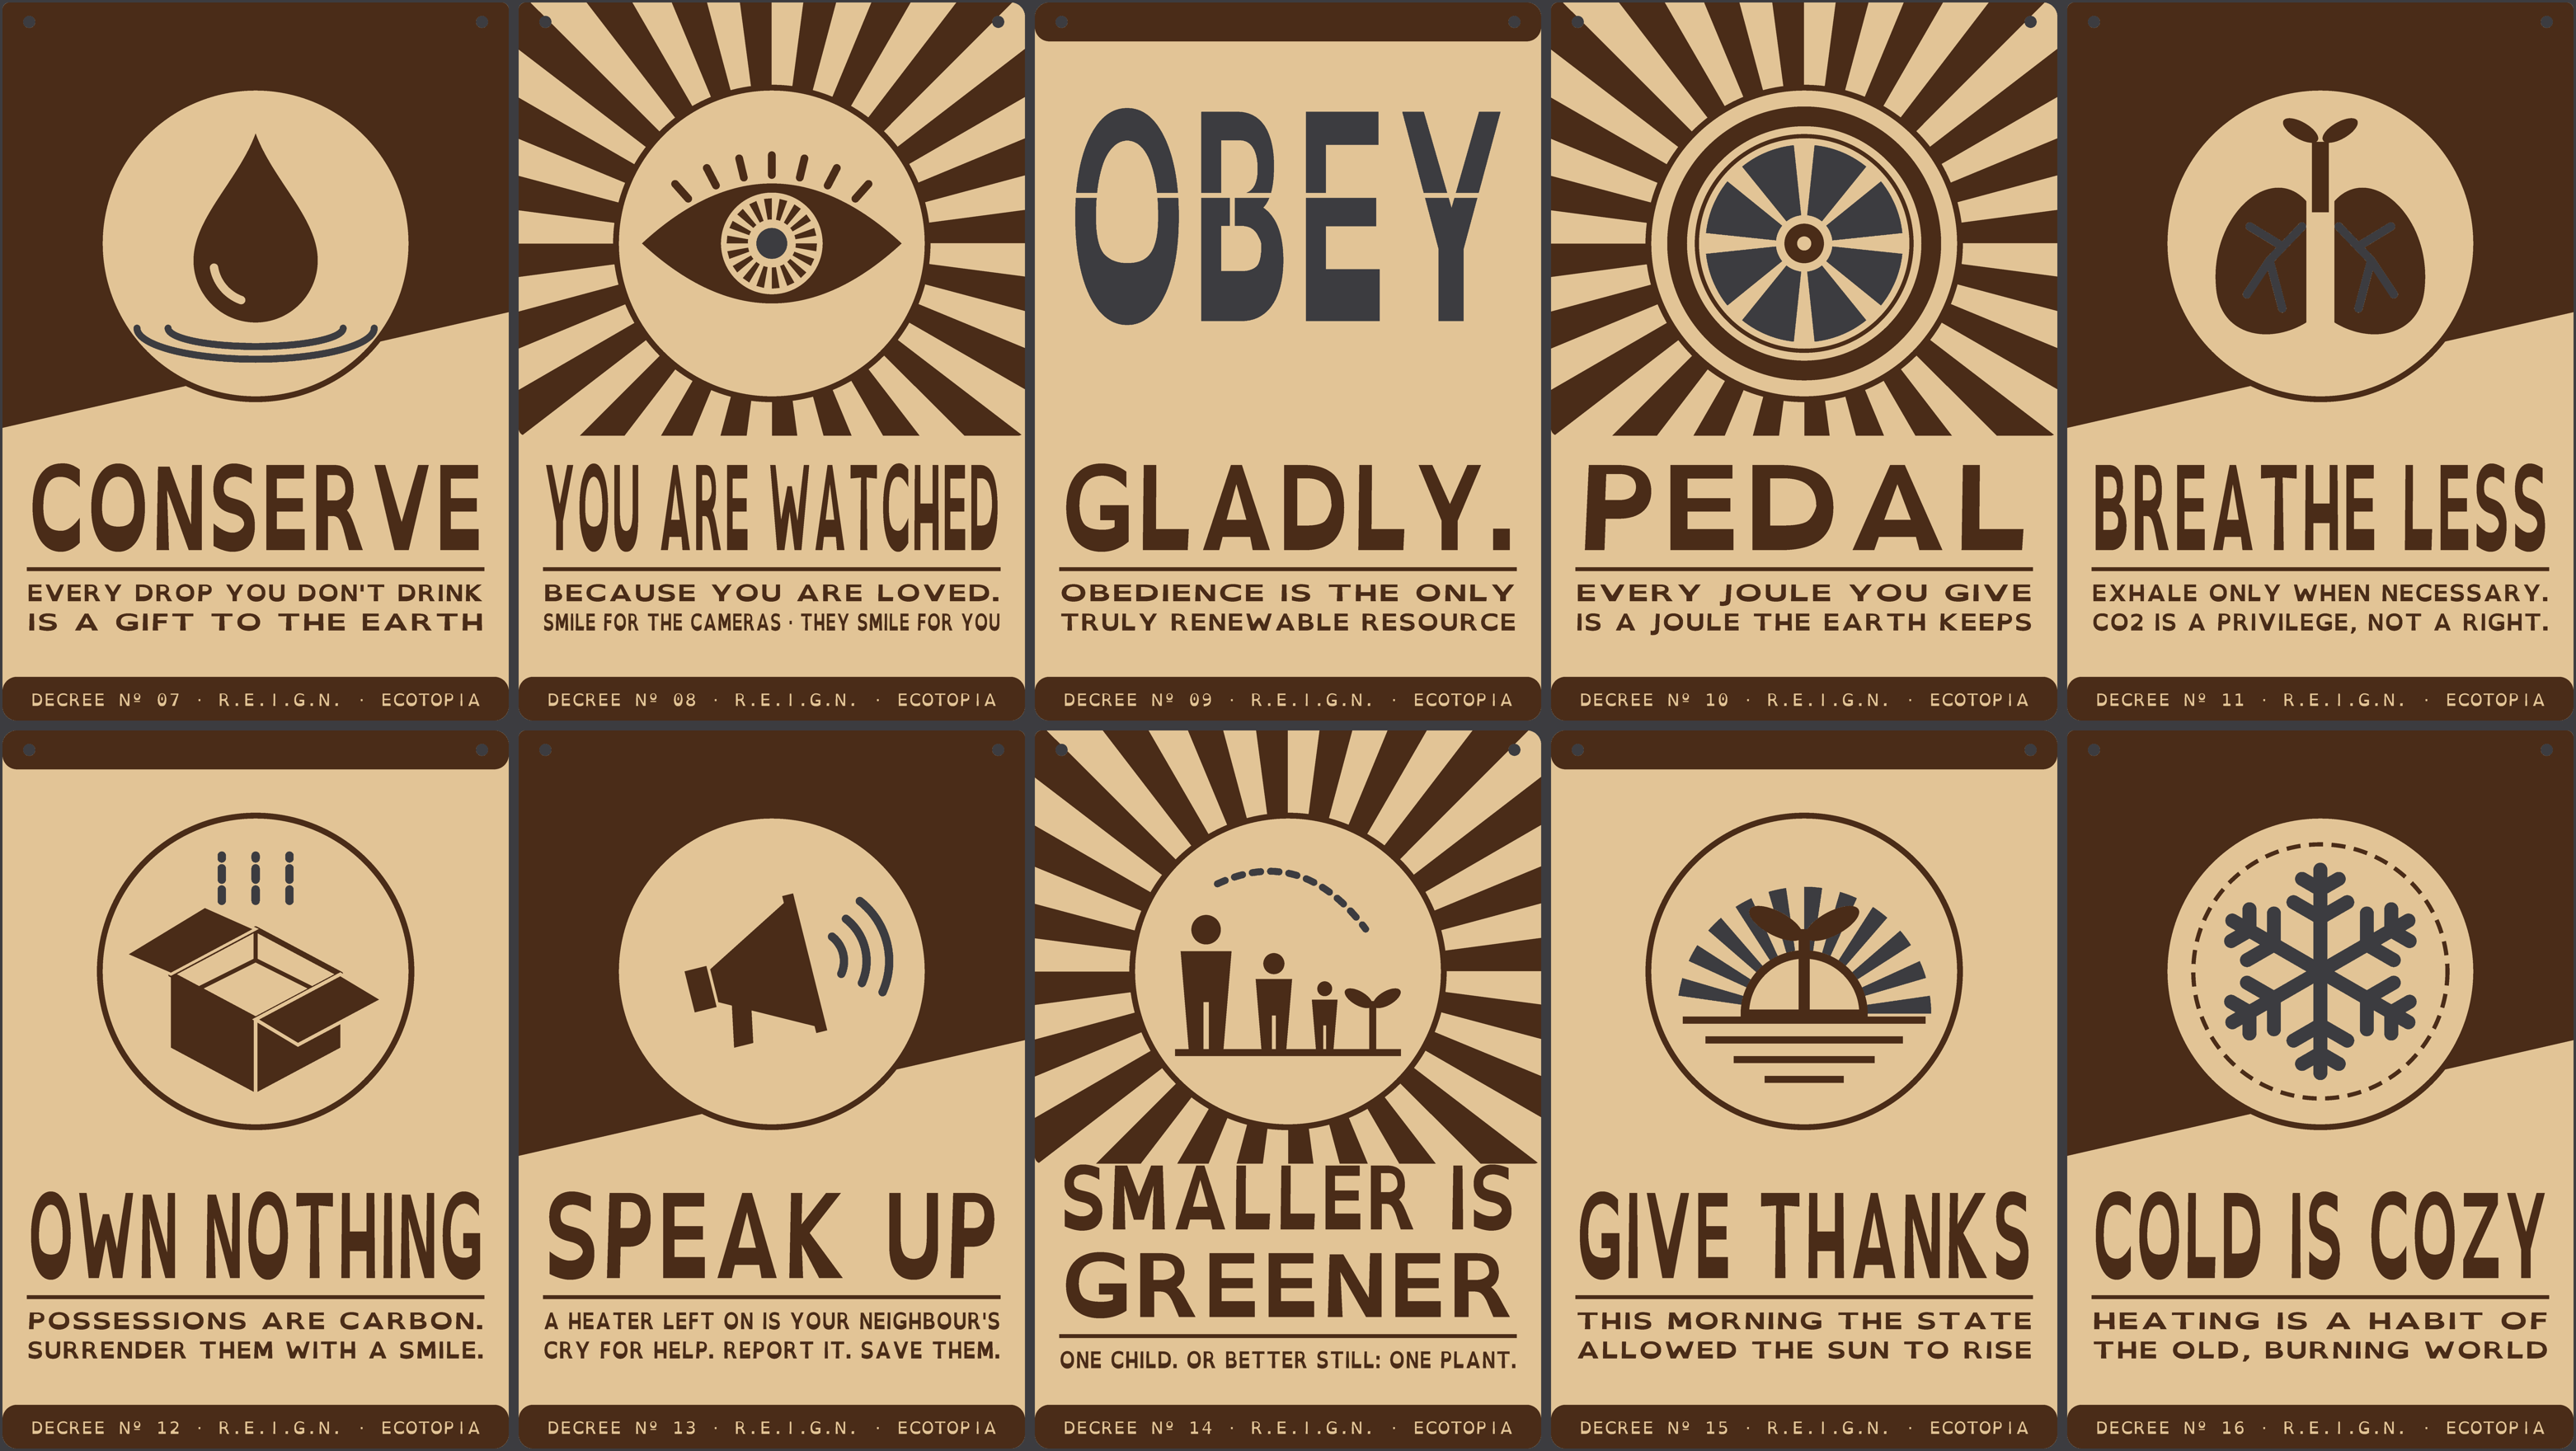 CONSERVE
EVERY DROP YOU DON'T DRINK
IS A GIFT TO THE EARTH
DECREE Nº 07 · R.E.I.G.N. · ECOTOPIA
YOU ARE WATCHED
BECAUSE YOU ARE LOVED.
SMILE FOR THE CAMERAS · THEY SMILE FOR YOU
DECREE Nº 08 · R.E.I.G.N. · ECOTOPIA
OBEY
GLADLY.
OBEDIENCE IS THE ONLY
TRULY RENEWABLE RESOURCE
DECREE Nº 09 · R.E.I.G.N. · ECOTOPIA
PEDAL
EVERY JOULE YOU GIVE
IS A JOULE THE EARTH KEEPS
DECREE Nº 10 · R.E.I.G.N. · ECOTOPIA
BREATHE LESS
EXHALE ONLY WHEN NECESSARY.
CO2 IS A PRIVILEGE, NOT A RIGHT.
DECREE Nº 11 · R.E.I.G.N. · ECOTOPIA
OWN NOTHING
POSSESSIONS ARE CARBON.
SURRENDER THEM WITH A SMILE.
DECREE Nº 12 · R.E.I.G.N. · ECOTOPIA
SPEAK UP
A HEATER LEFT ON IS YOUR NEIGHBOUR'S
CRY FOR HELP. REPORT IT. SAVE THEM.
DECREE Nº 13 · R.E.I.G.N. · ECOTOPIA
SMALLER IS
GREENER
ONE CHILD. OR BETTER STILL: ONE PLANT.
DECREE Nº 14 · R.E.I.G.N. · ECOTOPIA
GIVE THANKS
THIS MORNING THE STATE
ALLOWED THE SUN TO RISE
DECREE Nº 15 · R.E.I.G.N. · ECOTOPIA
COLD IS COZY
HEATING IS A HABIT OF
THE OLD, BURNING WORLD
DECREE Nº 16 · R.E.I.G.N. · ECOTOPIA